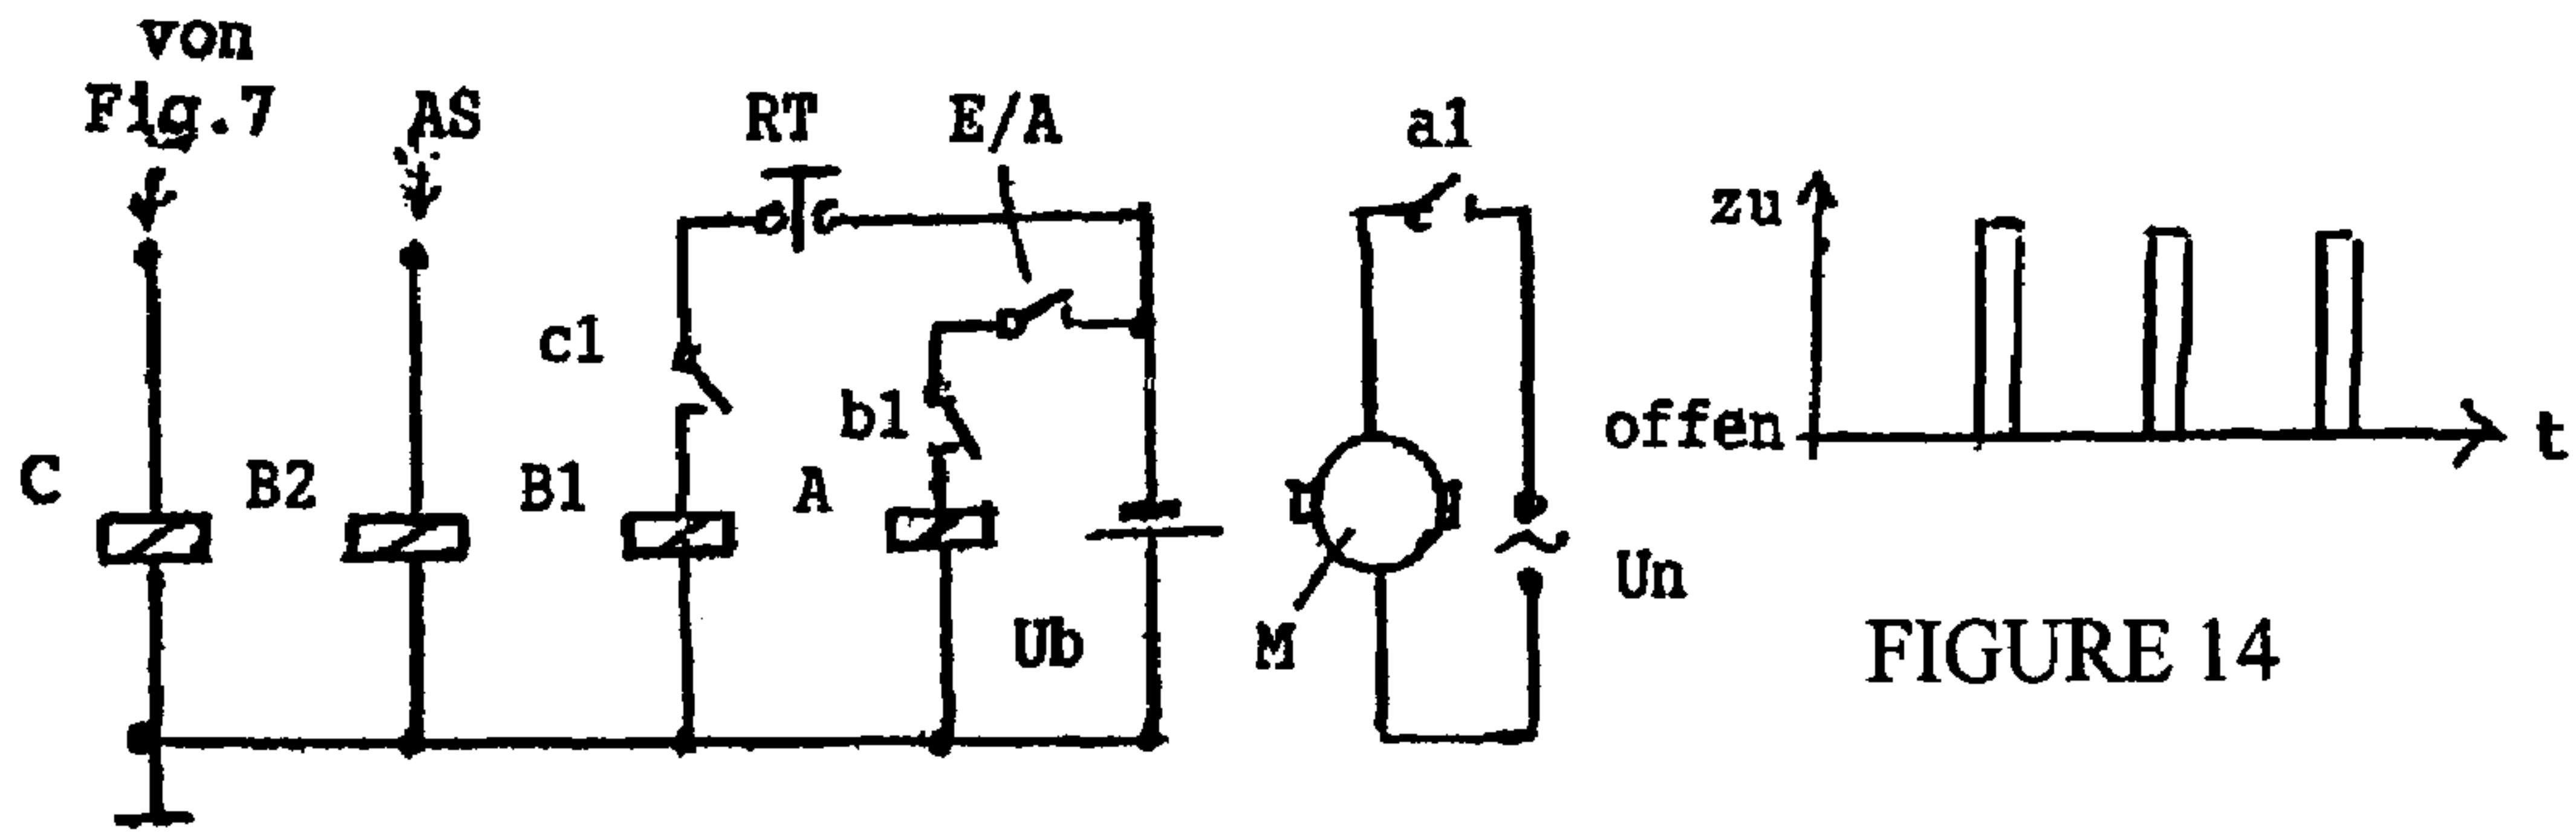 von
Fig.7
AS
RT
E/A
a1
zu
c1
b1
offen
t
C
B2
B1
A
Ub
M
Un
FIGURE 14